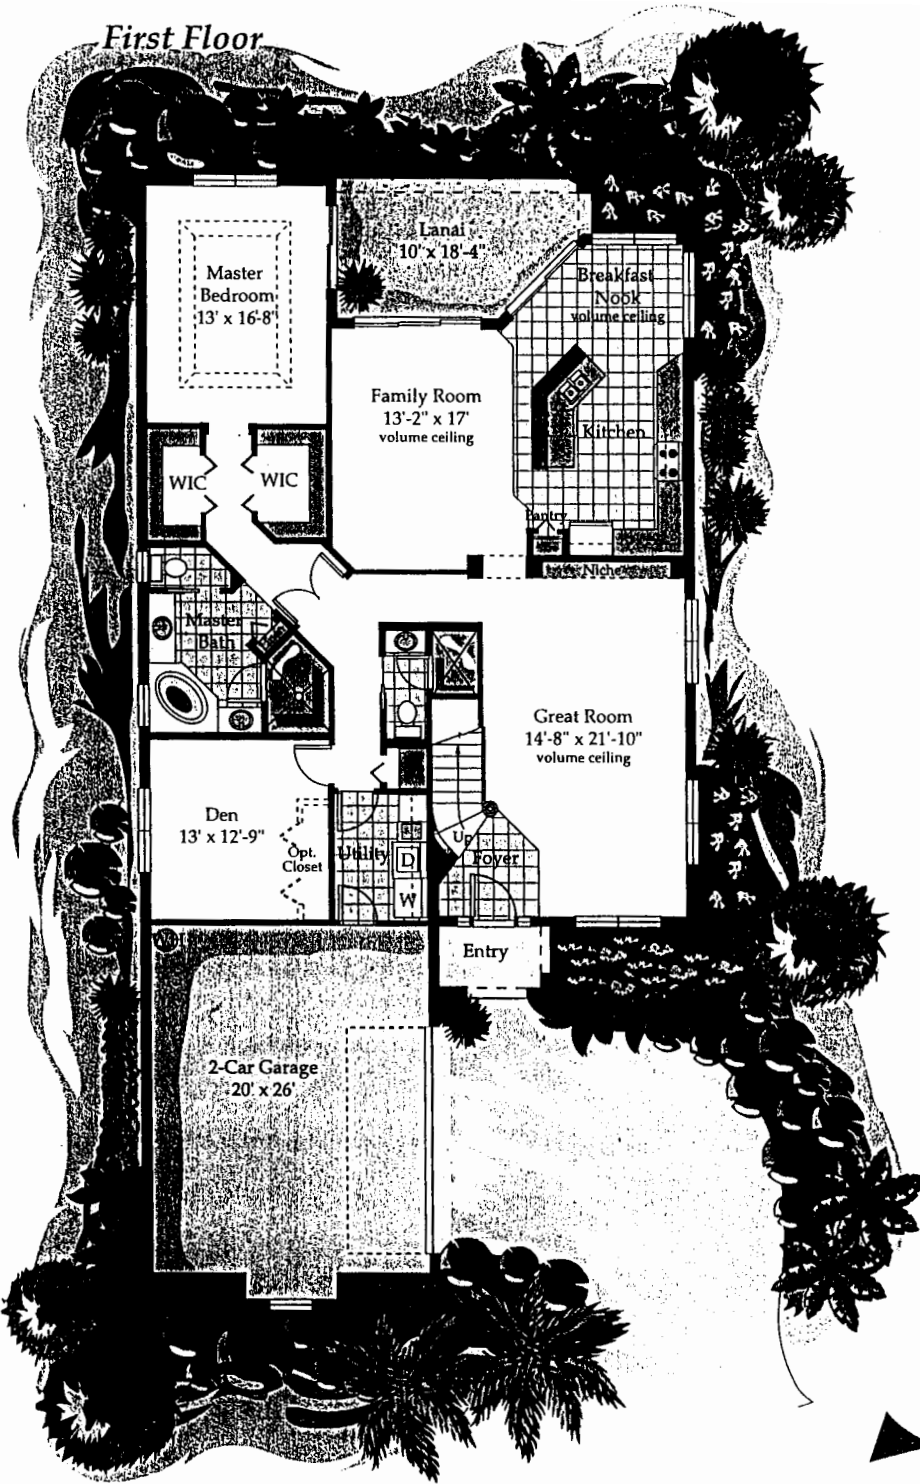 First Floor
Lanai
10' x 18'-4"
Master
Bedroom
13' x 16'-8"
Breakfast
Nook
volume ceiling
Family Room
13'-2" x 17'
volume ceiling
Kitchen
WIC
WIC
Pantry
Niche
Master
Bath
Great Room
14'-8" x 21'-10"
volume ceiling
Den
13' x 12'-9"
Opt.
Closet
Utility
D
W
Up
Foyer
Entry
2-Car Garage
20' x 26'